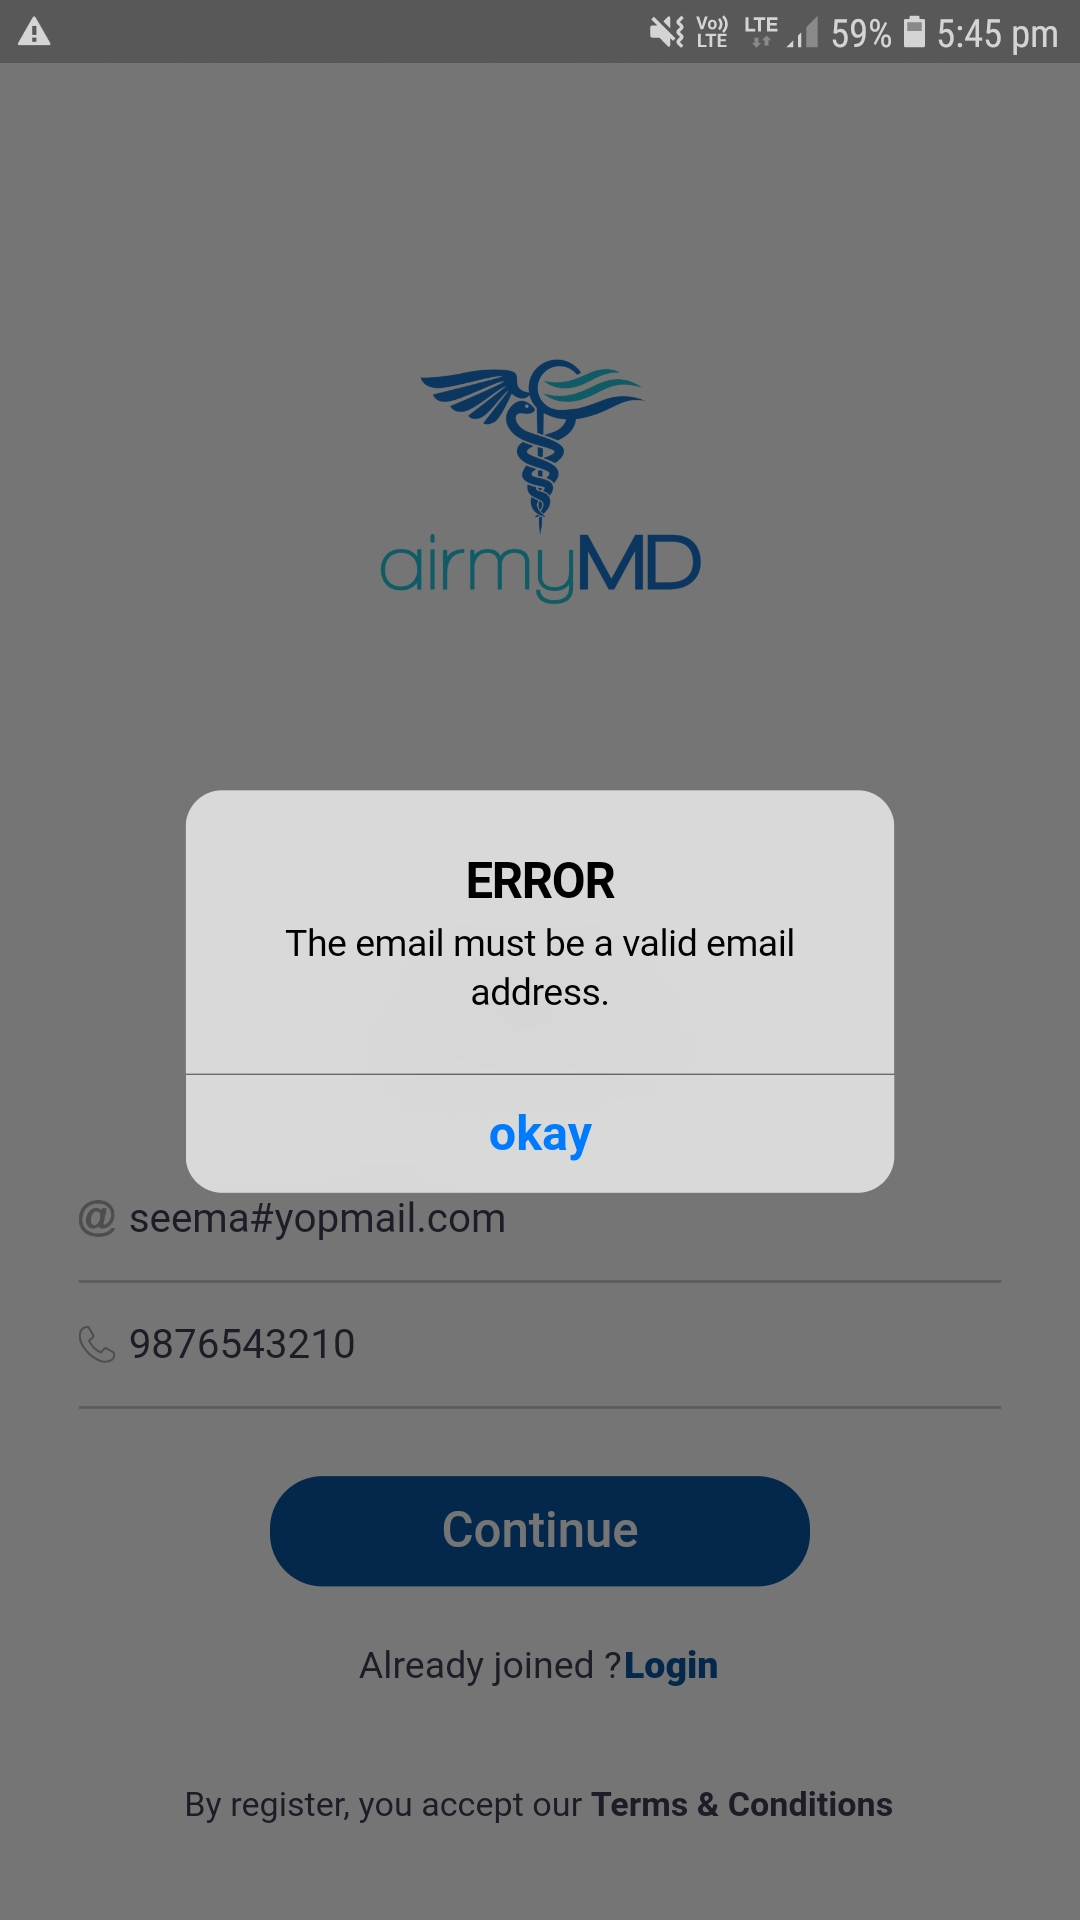 Vo)) LTE LTE 59% 5:45 pm
airmyMD
ERROR
The email must be a valid email
address.
okay
@ seema#yopmail.com
9876543210
Continue
Already joined ?Login
By register, you accept our Terms & Conditions